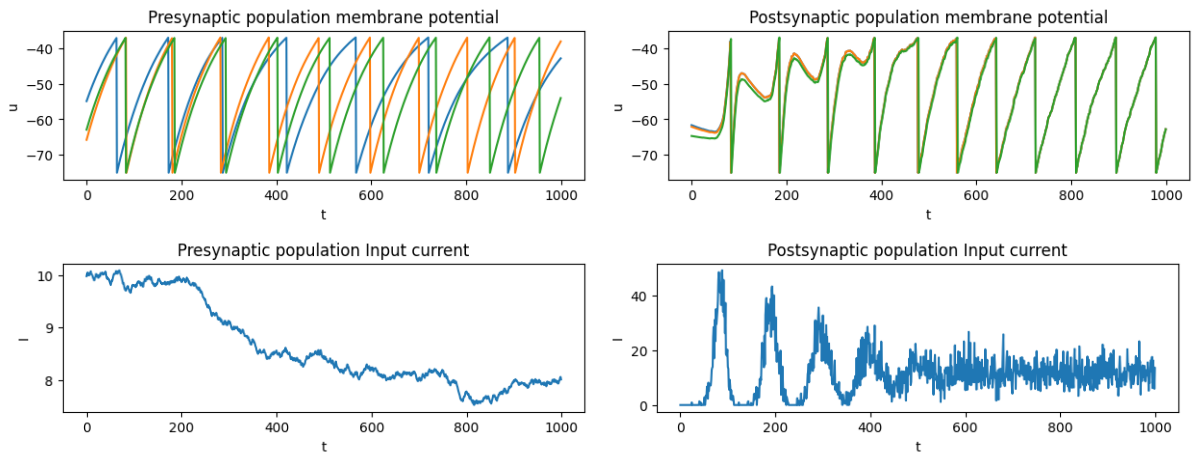 Presynaptic population membrane potential
−40
−50
−60
−70
u
0 200 400 600 800 1000
t
Postsynaptic population membrane potential
−40
−50
−60
−70
u
0 200 400 600 800 1000
t
Presynaptic population Input current
10
9
8
I
0 200 400 600 800 1000
t
Postsynaptic population Input current
40
20
0
I
0 200 400 600 800 1000
t